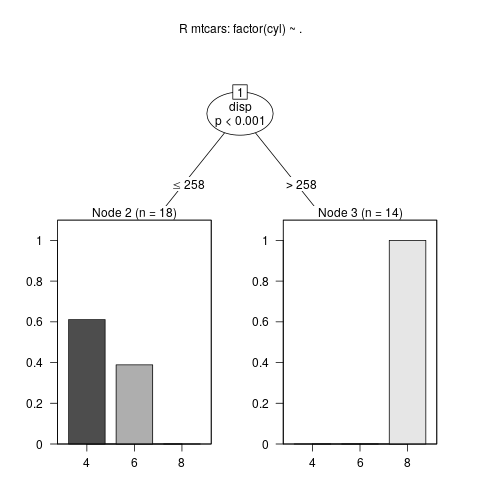 R mtcars: factor(cyl) ~ .
1
disp
p < 0.001
≤ 258
> 258
Node 2 (n = 18)
1
0.8
0.6
0.4
0.2
0
4 6 8
Node 3 (n = 14)
1
0.8
0.6
0.4
0.2
0
4 6 8